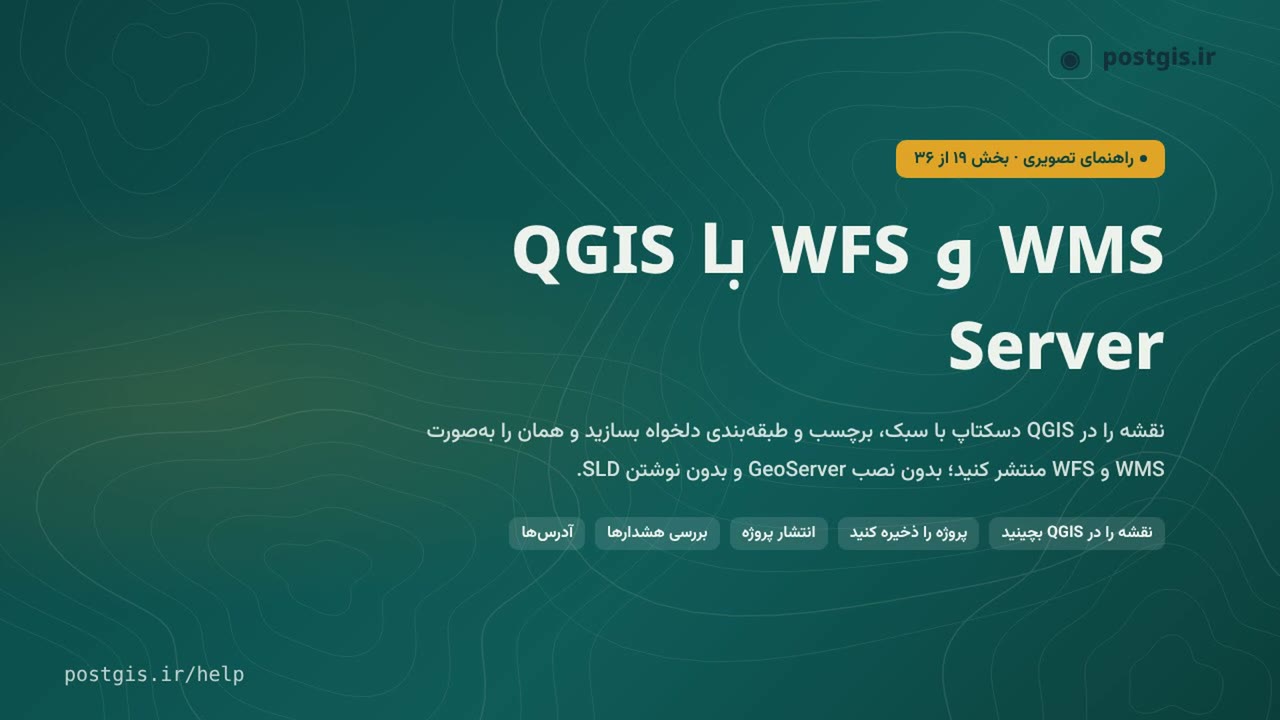 postgis.ir
راهنمای تصویری · بخش ۱۹ از ۳۶
WMS و WFS با QGIS
Server
نقشه را در QGIS دسکتاپ با سبک، برچسب و طبقه‌بندی دلخواه بسازید و همان را به‌صورت
WMS و WFS منتشر کنید؛ بدون نصب GeoServer و بدون نوشتن SLD.
نقشه را در QGIS بچینید
پروژه را ذخیره کنید
انتشار پروژه
بررسی هشدارها
آدرس‌ها
postgis.ir/help